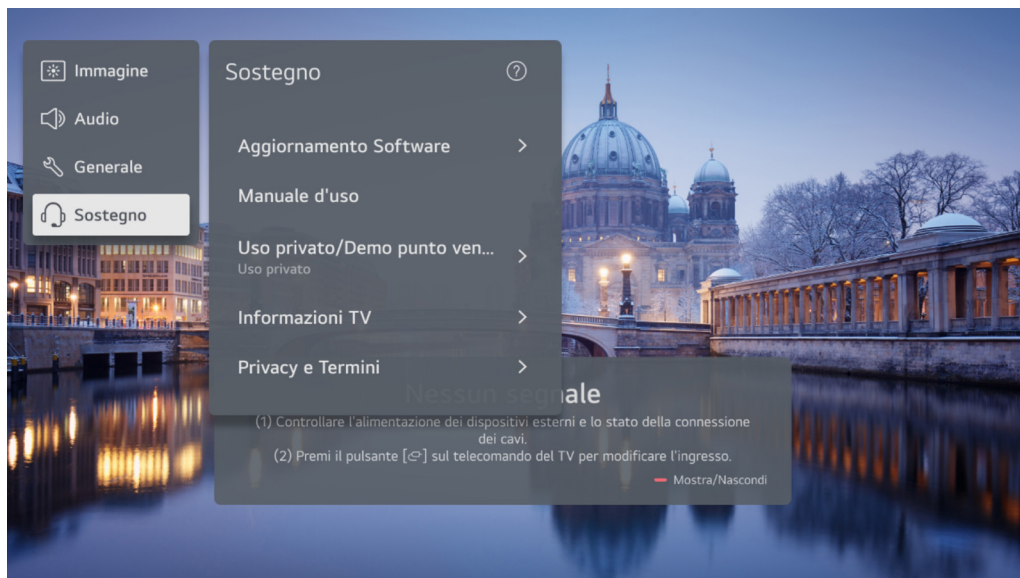 Immagine
Audio
Generale
Sostegno
Sostegno
?
Aggiornamento Software
Manuale d'uso
Uso privato/Demo punto ven...
Uso privato
Informazioni TV
Privacy e Termini
Nessun segnale
(1) Controllare l'alimentazione dei dispositivi esterni e lo stato della connessione
dei cavi.
(2) Premi il pulsante [] sul telecomando del TV per modificare l'ingresso.
Mostra/Nascondi